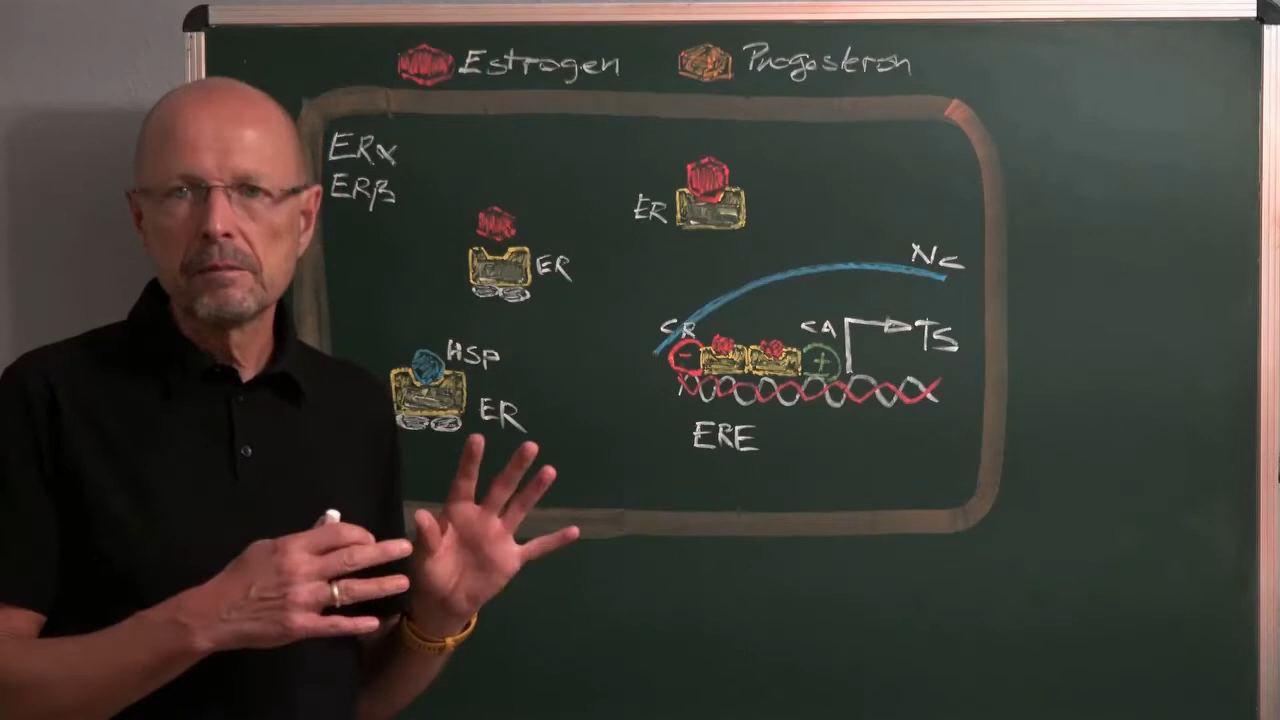 Estrogen
Progesteron
ERα
ERβ
ER
ER
NC
CR
CA
TS
- +
HSP
ER
ERE